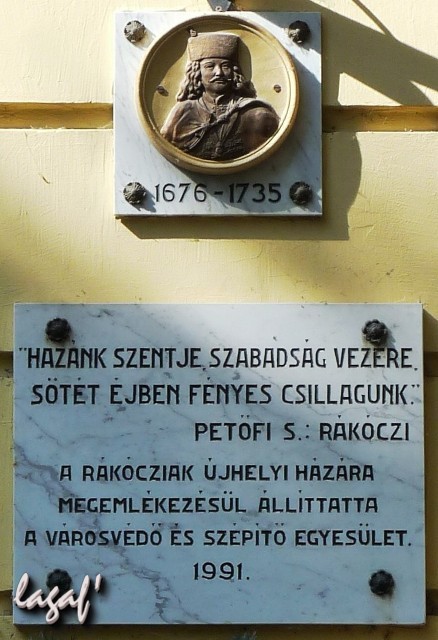 1676-1735
"HAZÁNK SZENTJE, SZABADSÁG VEZÉRE,
SÖTÉT ÉJBEN FÉNYES CSILLAGUNK."
PETŐFI S.: RÁKÓCZI
A RÁKÓCZIAK ÚJHELYI HÁZÁRA
MEGEMLÉKEZÉSÜL ÁLLÍTTATTA
A VÁROSVÉDŐ ÉS SZÉPÍTŐ EGYESÜLET.
1991.
lagaf'